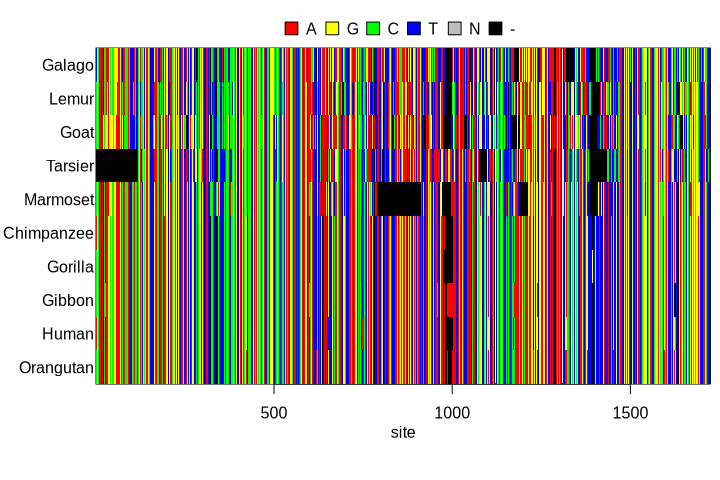 A G C T N -
Galago
Lemur
Goat
Tarsier
Marmoset
Chimpanzee
Gorilla
Gibbon
Human
Orangutan
500 1000 1500
site